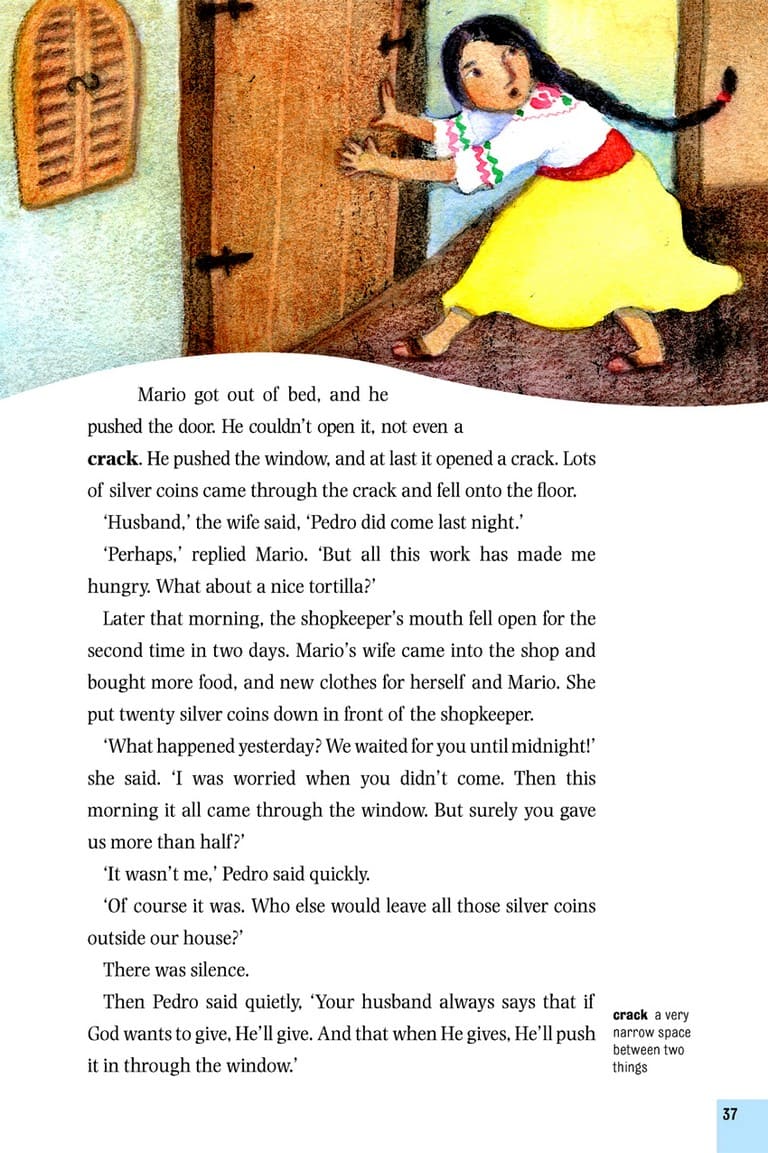 Mario got out of bed, and he
pushed the door. He couldn’t open it, not even a
crack. He pushed the window, and at last it opened a crack. Lots
of silver coins came through the crack and fell onto the floor.
‘Husband,’ the wife said, ‘Pedro did come last night.’
‘Perhaps,’ replied Mario. ‘But all this work has made me
hungry. What about a nice tortilla?’
Later that morning, the shopkeeper’s mouth fell open for the
second time in two days. Mario’s wife came into the shop and
bought more food, and new clothes for herself and Mario. She
put twenty silver coins down in front of the shopkeeper.
‘What happened yesterday? We waited for you until midnight!’
she said. ‘I was worried when you didn’t come. Then this
morning it all came through the window. But surely you gave
us more than half?’
‘It wasn’t me,’ Pedro said quickly.
‘Of course it was. Who else would leave all those silver coins
outside our house?’
There was silence.
Then Pedro said quietly, ‘Your husband always says that if
God wants to give, He’ll give. And that when He gives, He’ll push
it in through the window.’
crack a very
narrow space
between two
things
37